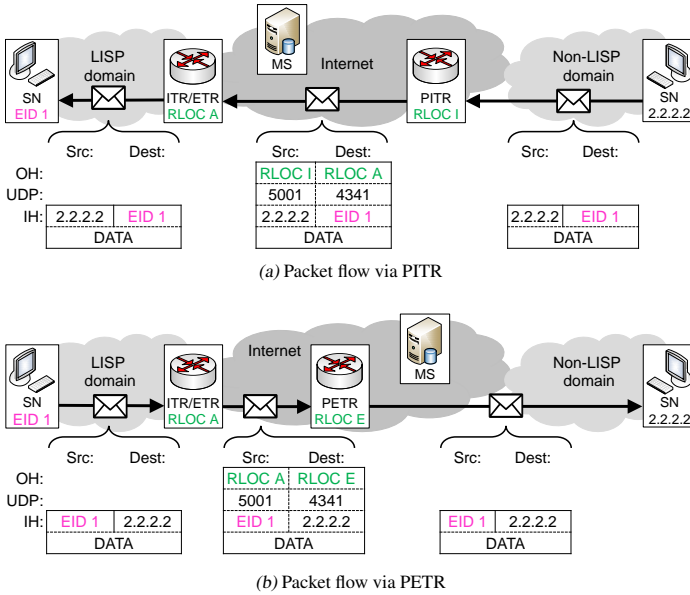 MS
LISP
domain
Internet
Non-LISP
domain
SN
EID 1
ITR/ETR
RLOC A
PITR
RLOC I
SN
2.2.2.2
Src: Dest: Src: Dest: Src: Dest:
OH: RLOC I RLOC A
UDP: 5001 4341
IH: 2.2.2.2 EID 1 2.2.2.2 EID 1 2.2.2.2 EID 1
DATA DATA DATA
(a) Packet flow via PITR
LISP
domain
Internet
MS
Non-LISP
domain
SN
EID 1
ITR/ETR
RLOC A
PETR
RLOC E
SN
2.2.2.2
Src: Dest: Src: Dest: Src: Dest:
OH: RLOC A RLOC E
UDP: 5001 4341
IH: EID 1 2.2.2.2 EID 1 2.2.2.2 EID 1 2.2.2.2
DATA DATA DATA
(b) Packet flow via PETR